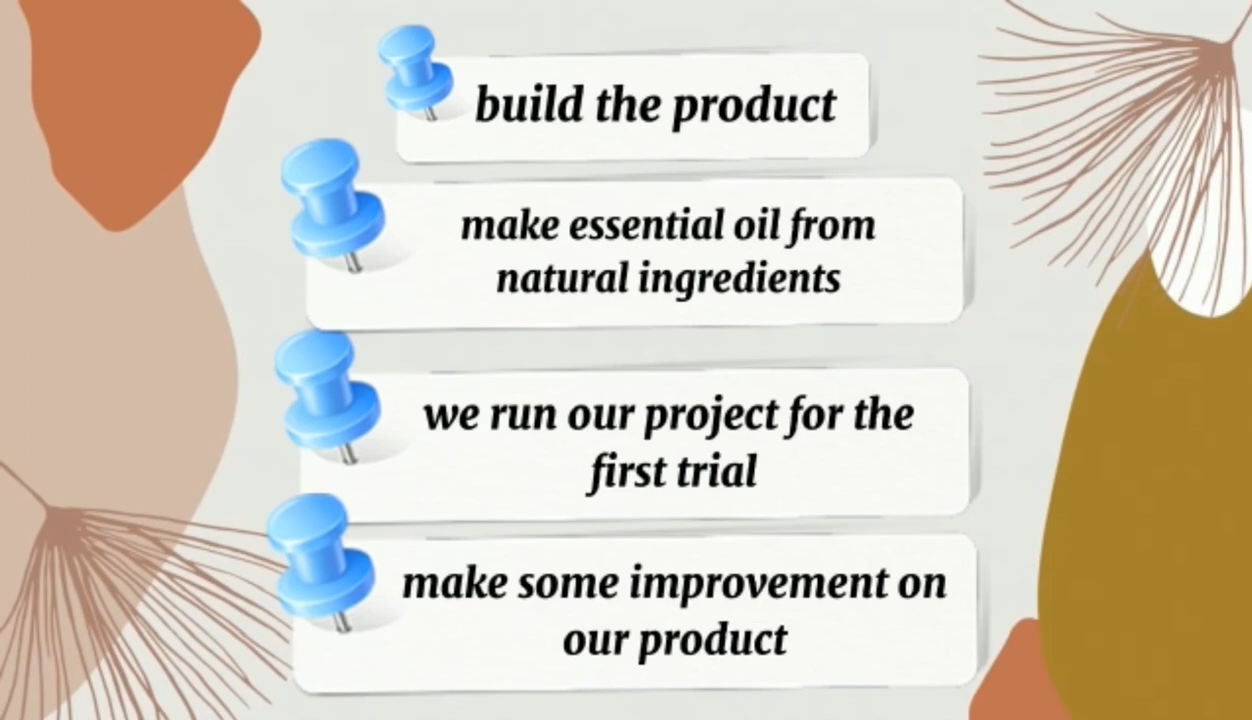 build the product
make essential oil from
natural ingredients
we run our project for the
first trial
make some improvement on
our product